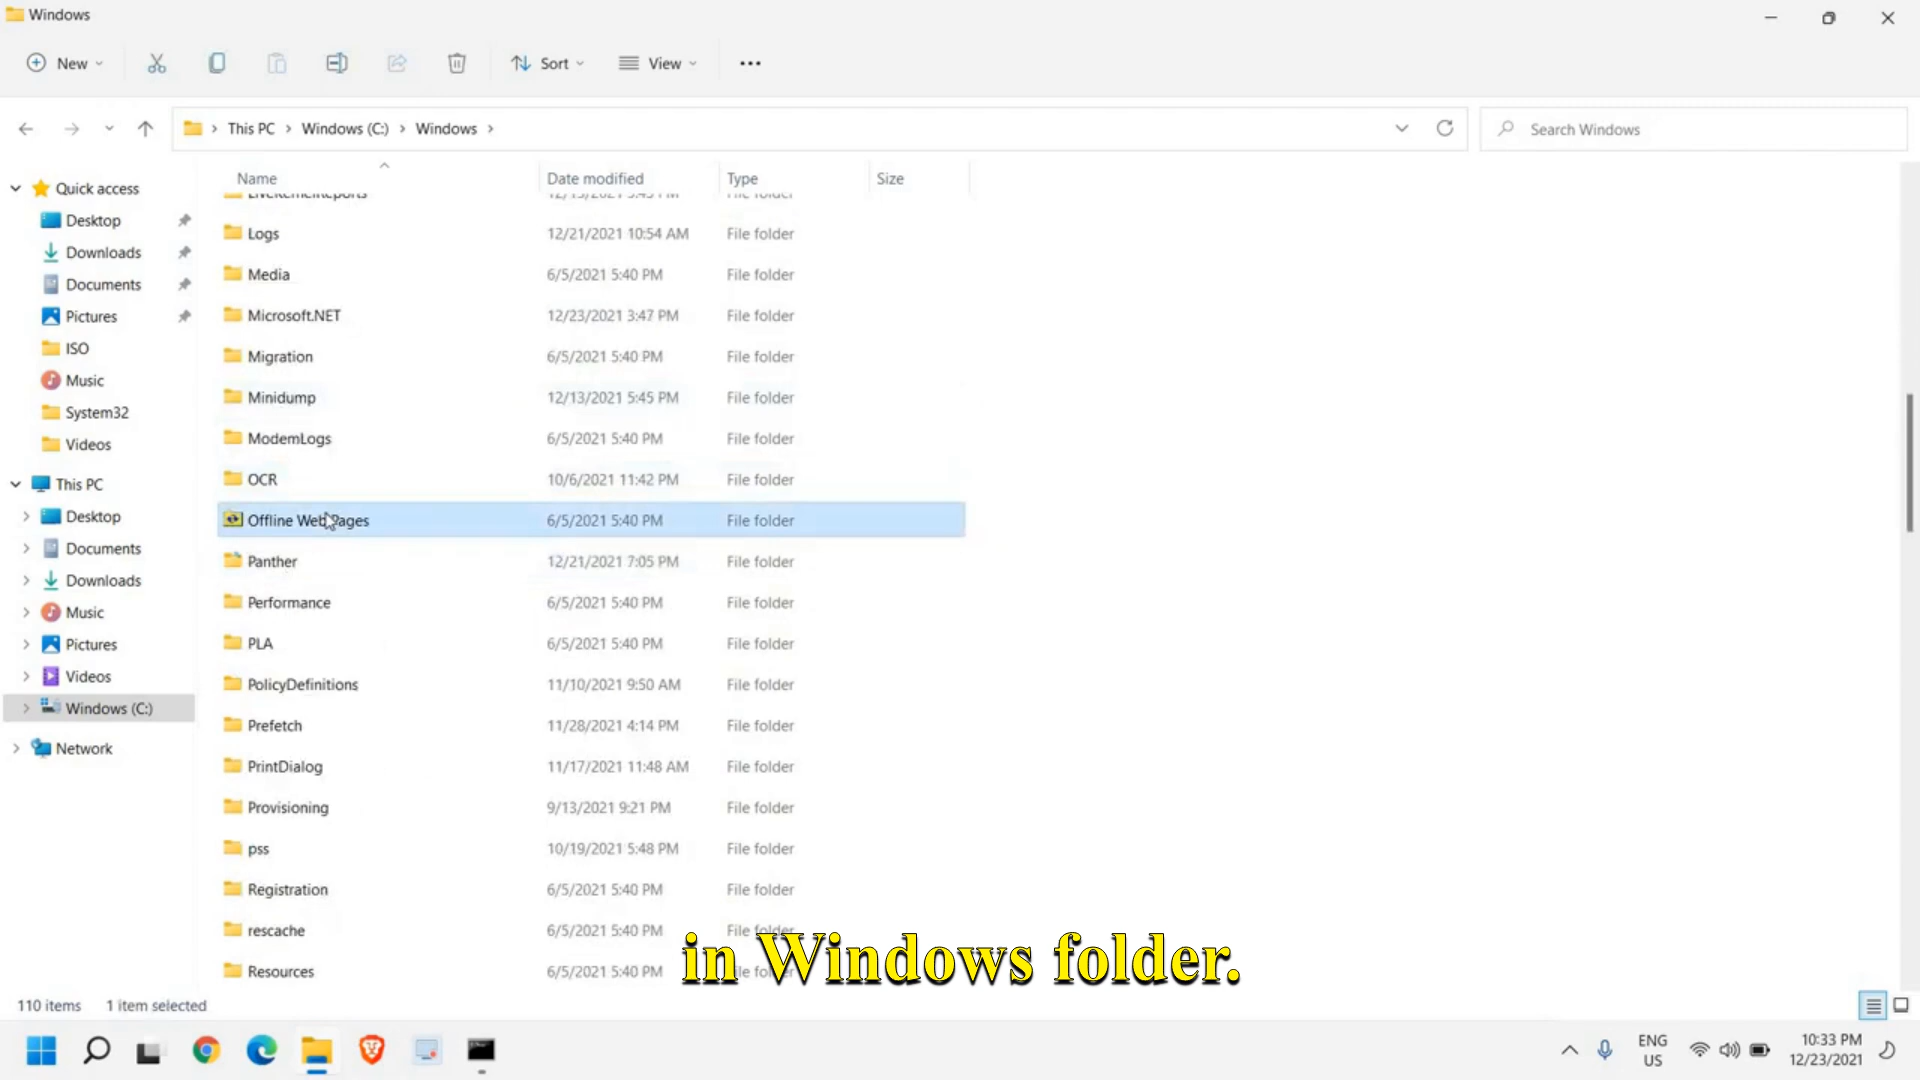 Windows
New
Sort
View
This PC > Windows (C:) > Windows >
Search Windows
Name Date modified Type Size
Quick access
Desktop
Downloads
Documents
Pictures
ISO
Music
System32
Videos
This PC
Desktop
Documents
Downloads
Music
Pictures
Videos
Windows (C:)
Network
Logs 12/21/2021 10:54 AM File folder
Media 6/5/2021 5:40 PM File folder
Microsoft.NET 12/23/2021 3:47 PM File folder
Migration 6/5/2021 5:40 PM File folder
Minidump 12/13/2021 5:45 PM File folder
ModemLogs 6/5/2021 5:40 PM File folder
OCR 10/6/2021 11:42 PM File folder
Offline Web Pages 6/5/2021 5:40 PM File folder
Panther 12/21/2021 7:05 PM File folder
Performance 6/5/2021 5:40 PM File folder
PLA 6/5/2021 5:40 PM File folder
PolicyDefinitions 11/10/2021 9:50 AM File folder
Prefetch 11/28/2021 4:14 PM File folder
PrintDialog 11/17/2021 11:48 AM File folder
Provisioning 9/13/2021 9:21 PM File folder
pss 10/19/2021 5:48 PM File folder
Registration 6/5/2021 5:40 PM File folder
rescache 6/5/2021 5:40 PM File folder
Resources 6/5/2021 5:40 PM File folder
in Windows folder.
110 items 1 item selected
ENG
US
10:33 PM
12/23/2021